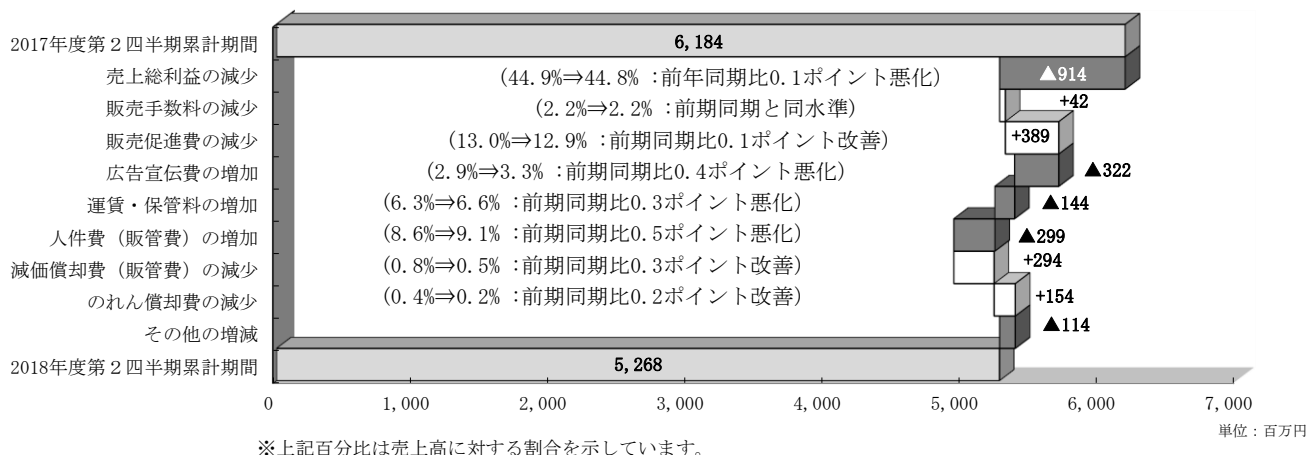 2017年度第２四半期累計期間 6,184
売上総利益の減少 (44.9%⇒44.8% :前年同期比0.1ポイント悪化) ▲914
販売手数料の減少 (2.2%⇒2.2% :前期同期と同水準) +42
販売促進費の減少 (13.0%⇒12.9% :前期同期比0.1ポイント改善) +389
広告宣伝費の増加 (2.9%⇒3.3% :前期同期比0.4ポイント悪化) ▲322
運賃・保管料の増加 (6.3%⇒6.6% :前期同期比0.3ポイント悪化) ▲144
人件費（販管費）の増加 (8.6%⇒9.1% :前期同期比0.5ポイント悪化) ▲299
減価償却費（販管費）の減少 (0.8%⇒0.5% :前期同期比0.3ポイント改善) +294
のれん償却費の減少 (0.4%⇒0.2% :前期同期比0.2ポイント改善) +154
その他の増減 ▲114
2018年度第２四半期累計期間 5,268
0 1,000 2,000 3,000 4,000 5,000 6,000 7,000
単位：百万円
※上記百分比は売上高に対する割合を示しています。